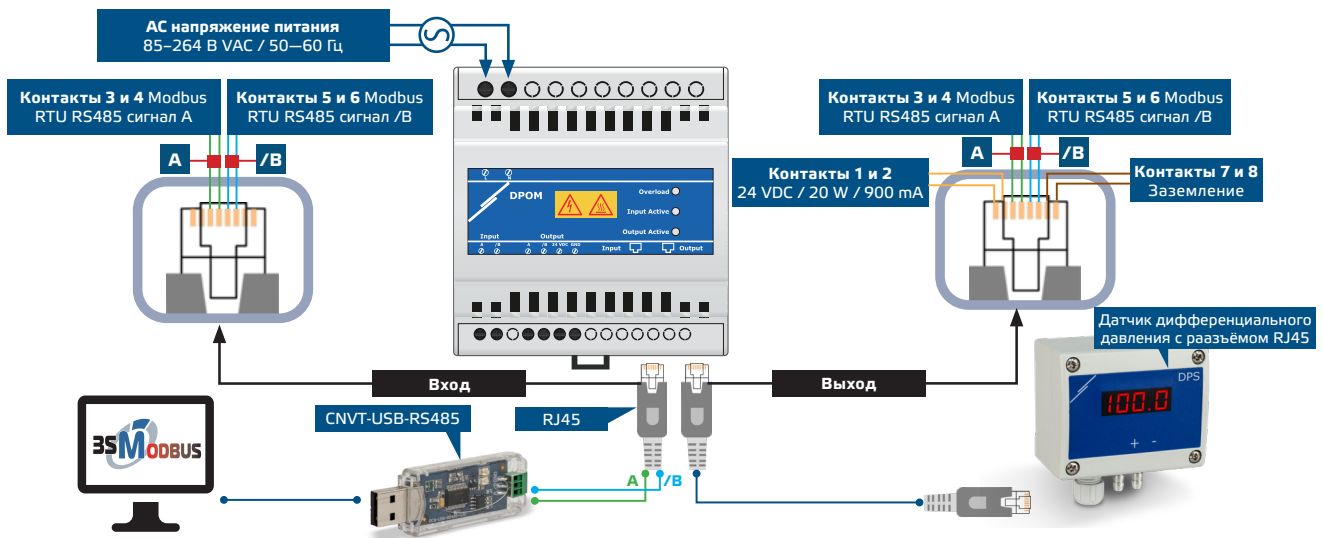 АС напряжение питания
85–264 В VAC / 50—60 Гц
Контакты 3 и 4 Modbus
RTU RS485 сигнал А
Контакты 5 и 6 Modbus
RTU RS485 сигнал /В
A
/B
L
N
DPOM
Overload
Input Active
Output Active
Input
Output
A
/B
A
/B
24 VDC
GND
Input
Output
Контакты 3 и 4 Modbus
RTU RS485 сигнал А
Контакты 5 и 6 Modbus
RTU RS485 сигнал /В
A
/B
Контакты 1 и 2
24 VDC / 20 W / 900 mA
Контакты 7 и 8
Заземление
Вход
Выход
Датчик дифференциального
давления с раазъёмом RJ45
DPS
100.0
+ -
3SMODBUS
CNVT-USB-RS485
RJ45
A
/B